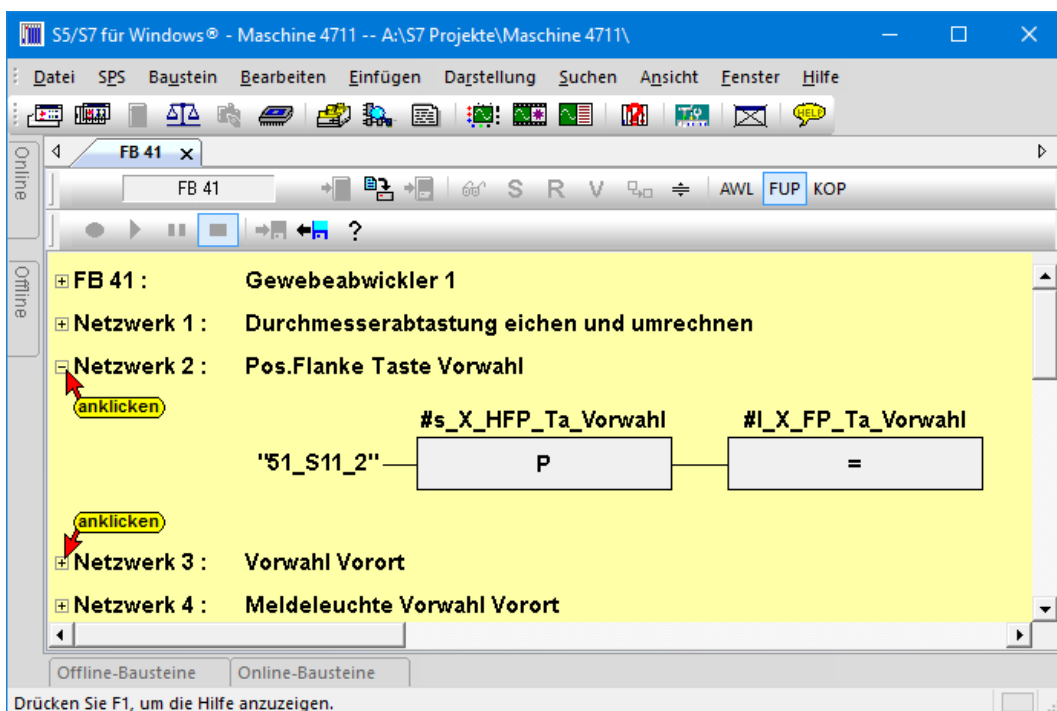 S5/S7 für Windows® - Maschine 4711 -- A:\S7 Projekte\Maschine 4711\
Datei SPS Baustein Bearbeiten Einfügen Darstellung Suchen Ansicht Fenster Hilfe
HELP
Online
FB 41
FB 41 S R V AWL FUP KOP
?
Offline
FB 41 : Gewebeabwickler 1
Netzwerk 1 : Durchmesserabtastung eichen und umrechnen
Netzwerk 2 : Pos.Flanke Taste Vorwahl
anklicken
#s_X_HFP_Ta_Vorwahl #l_X_FP_Ta_Vorwahl
"51_S11_2" P =
anklicken
Netzwerk 3 : Vorwahl Vorort
Netzwerk 4 : Meldeleuchte Vorwahl Vorort
Offline-Bausteine Online-Bausteine
Drücken Sie F1, um die Hilfe anzuzeigen.